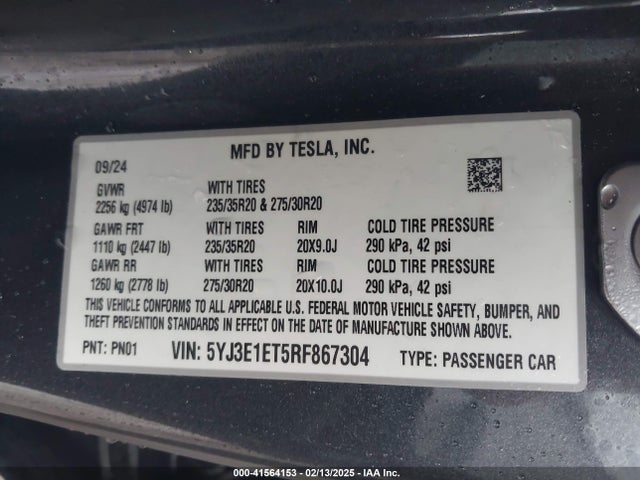 MFD BY TESLA, INC.
09/24
GVWR WITH TIRES
2256 kg (4974 lb) 235/35R20 & 275/30R20
GAWR FRT WITH TIRES RIM COLD TIRE PRESSURE
1110 kg (2447 lb) 235/35R20 20X9.0J 290 kPa, 42 psi
GAWR RR WITH TIRES RIM COLD TIRE PRESSURE
1260 kg (2778 lb) 275/30R20 20X10.0J 290 kPa, 42 psi
THIS VEHICLE CONFORMS TO ALL APPLICABLE U.S. FEDERAL MOTOR VEHICLE SAFETY, BUMPER, AND
THEFT PREVENTION STANDARDS IN EFFECT ON THE DATE OF MANUFACTURE SHOWN ABOVE.
PNT: PN01 VIN: 5YJ3E1ET5RF867304 TYPE: PASSENGER CAR
000-41564153 - 02/13/2025 - IAA Inc.